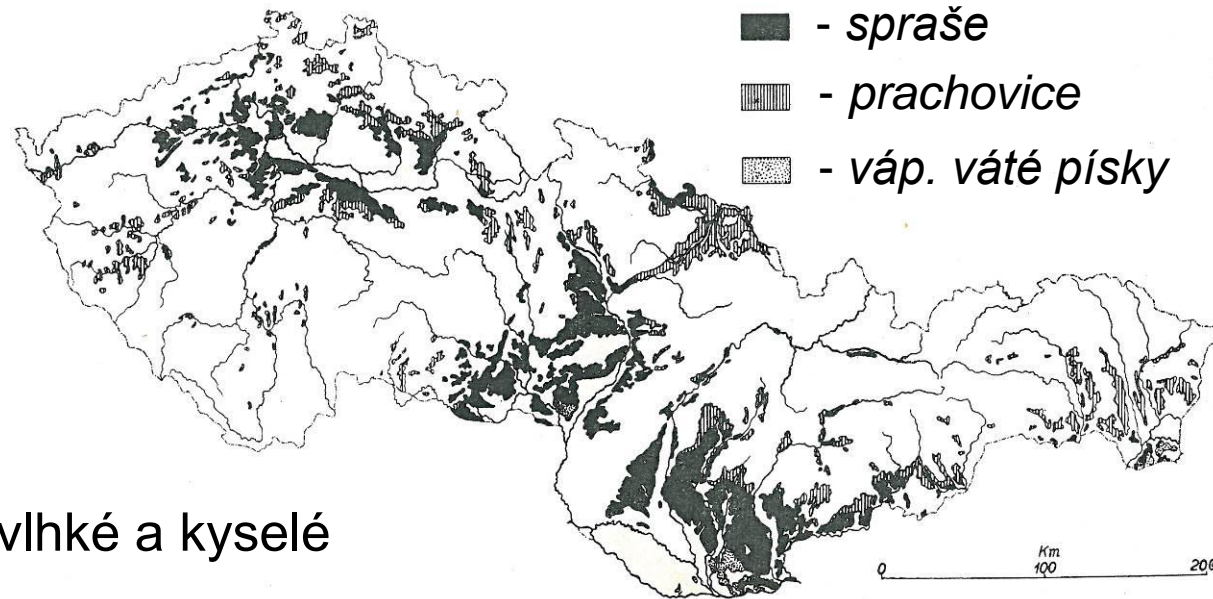 - spraše
- prachovice
- váp. váté písky
vlhké a kyselé
Km
0 100 200